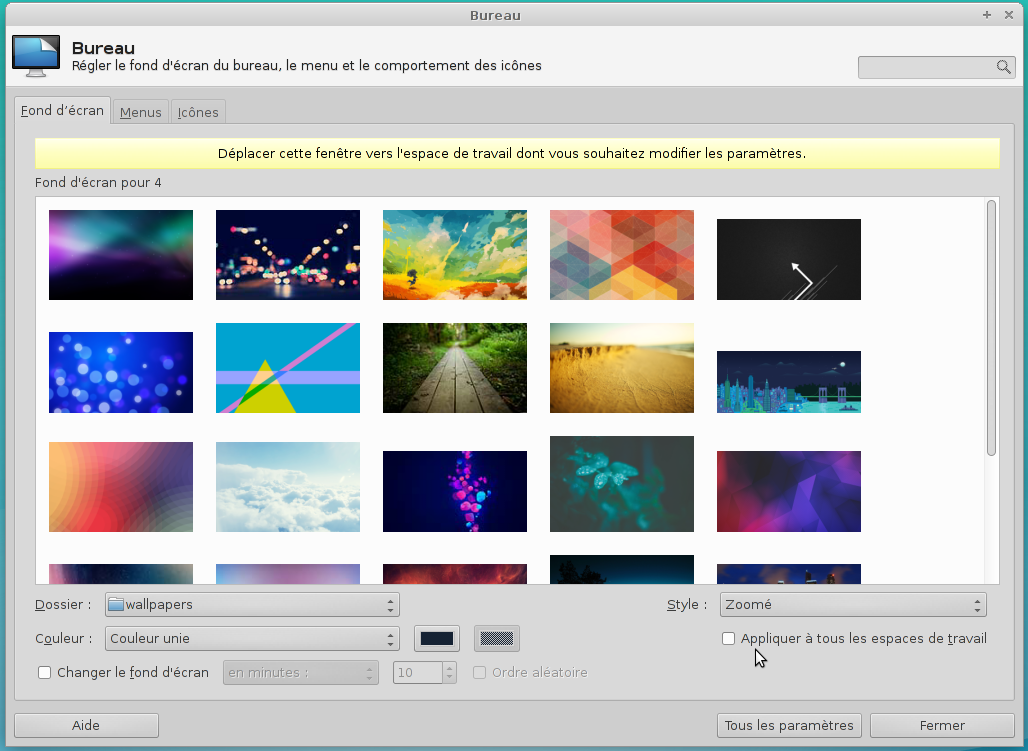 Bureau
Bureau
Régler le fond d'écran du bureau, le menu et le comportement des icônes
Fond d'écran Menus Icônes
Déplacer cette fenêtre vers l'espace de travail dont vous souhaitez modifier les paramètres.
Fond d'écran pour 4
Dossier : wallpapers Style : Zoomé
Couleur : Couleur unie Appliquer à tous les espaces de travail
Changer le fond d'écran en minutes : 10 Ordre aléatoire
Aide Tous les paramètres Fermer